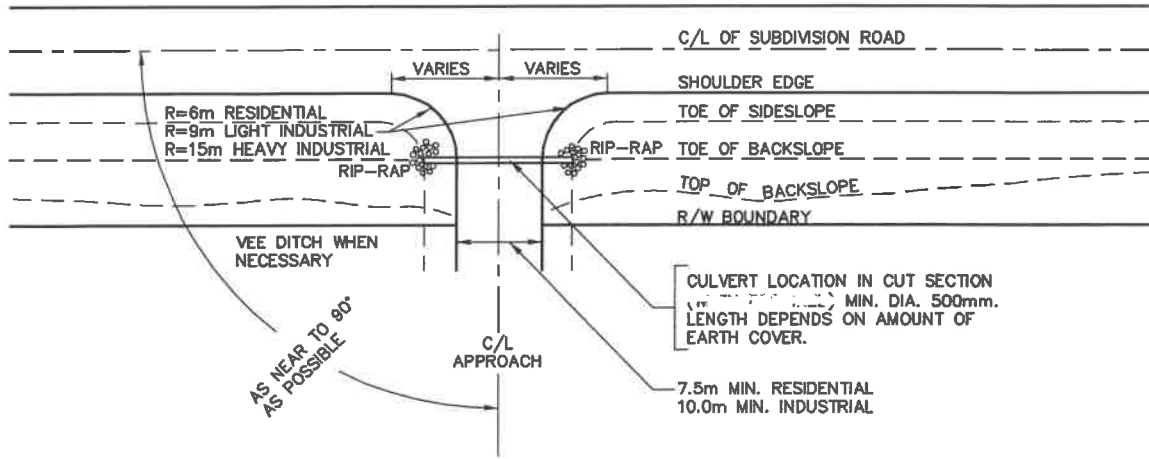 C/L OF SUBDIVISION ROAD
VARIES
VARIES
SHOULDER EDGE
R=6m RESIDENTIAL
R=9m LIGHT INDUSTRIAL
R=15m HEAVY INDUSTRIAL
TOE OF SIDESLOPE
RIP-RAP
RIP-RAP
TOE OF BACKSLOPE
TOP OF BACKSLOPE
R/W BOUNDARY
VEE DITCH WHEN
NECESSARY
AS NEAR TO 90°
AS POSSIBLE
C/L
APPROACH
CULVERT LOCATION IN CUT SECTION
MIN. DIA. 500mm.
LENGTH DEPENDS ON AMOUNT OF
EARTH COVER.
7.5m MIN. RESIDENTIAL
10.0m MIN. INDUSTRIAL